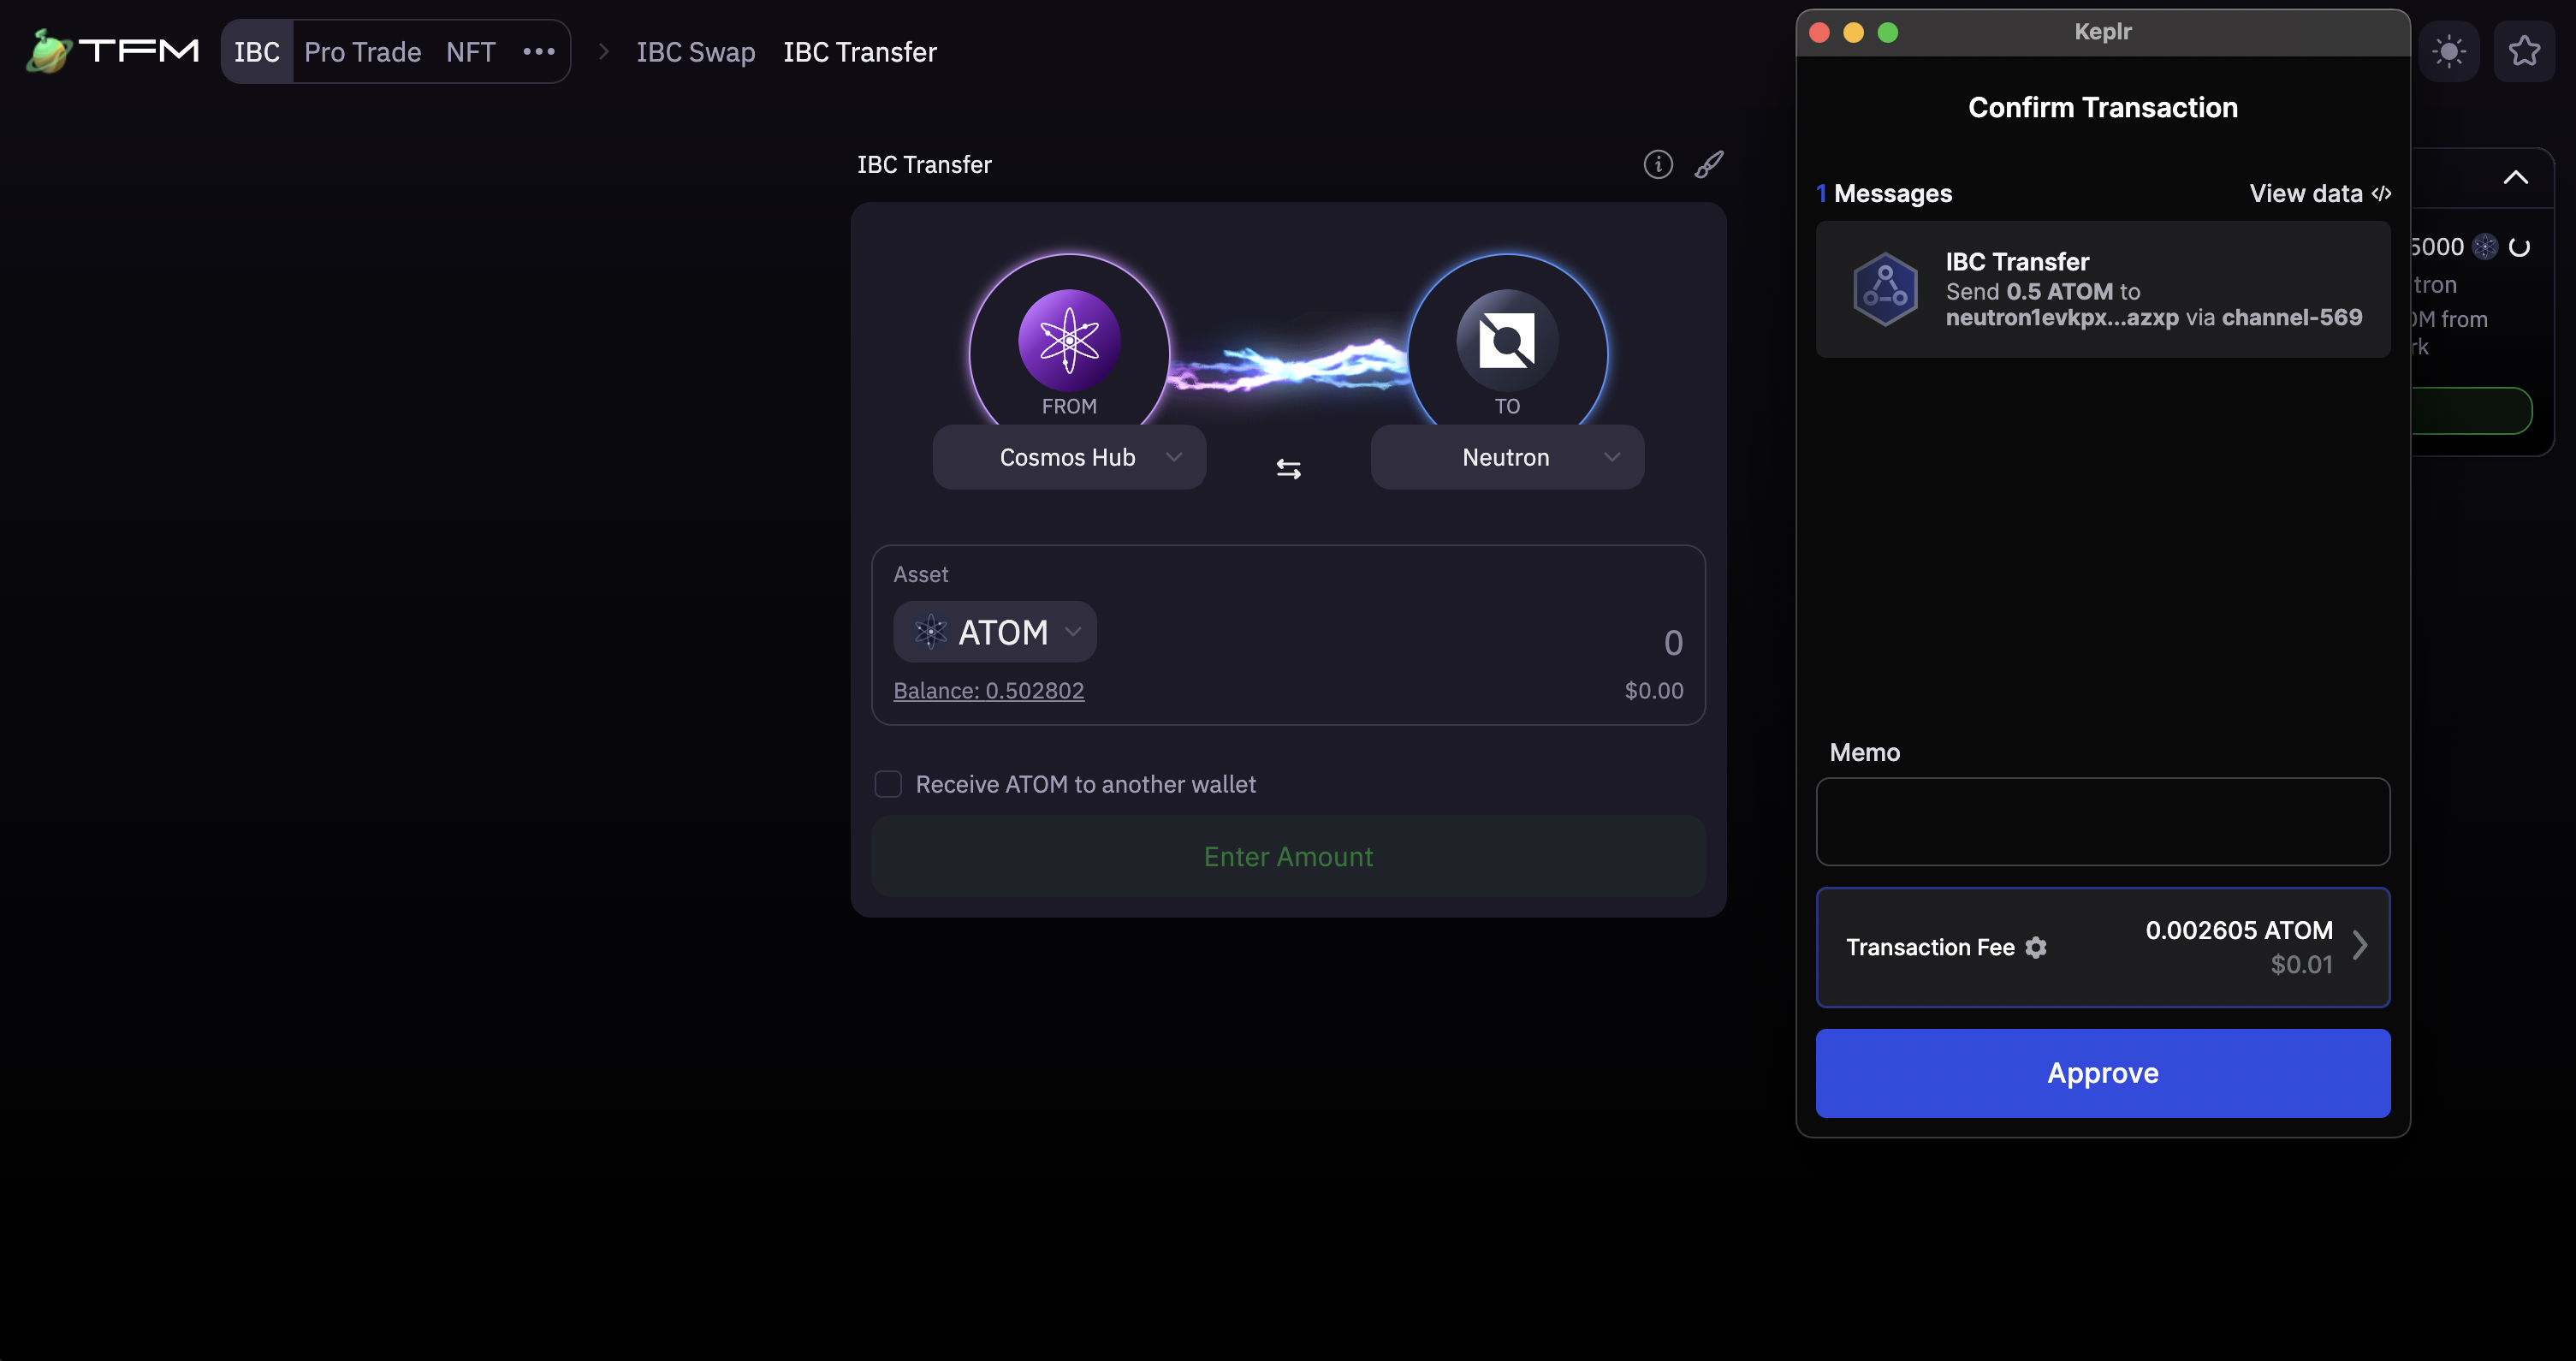 TFM
IBC Pro Trade NFT IBC Swap IBC Transfer
IBC Transfer
FROM
TO
Cosmos Hub
Neutron
Asset
ATOM
0
Balance: 0.502802
$0.00
Receive ATOM to another wallet
Enter Amount
Keplr
Confirm Transaction
1 Messages
View data </>
IBC Transfer
Send 0.5 ATOM to
neutron1evkpx...azxp via channel-569
Memo
Transaction Fee
0.002605 ATOM
$0.01
Approve
5000
tron
OM from
rk